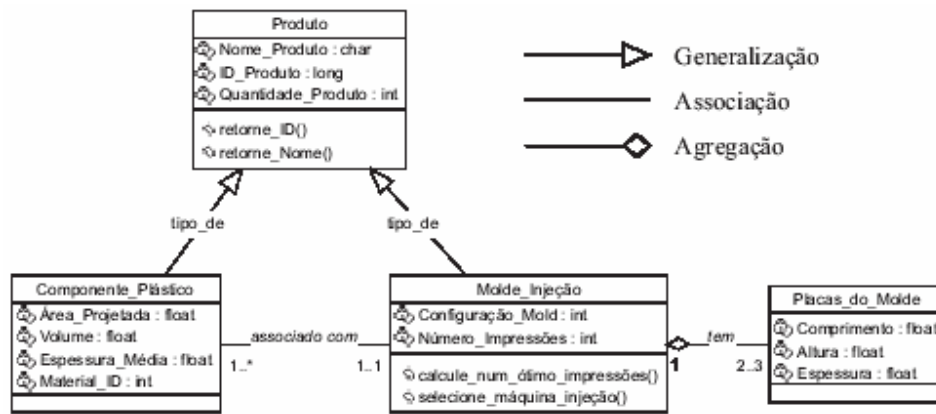 Produto
Nome_Produto : char
ID_Produto : long
Quantidade_Produto : int
retorne_ID()
retorne_Nome()
Generalização
Associação
Agregação
tipo_de
tipo_de
Componente_Plástico
Área_Projetada : float
Volume : float
Espessura_Média : float
Material_ID : int
associado com
1..*
1..1
Molde_Injeção
Configuração_Mold : int
Número_Impressões : int
calcule_num_ótimo_impressões()
selecione_máquina_injeção()
tem
1
2..3
Placas_do_Molde
Comprimento : float
Altura : float
Espessura : float